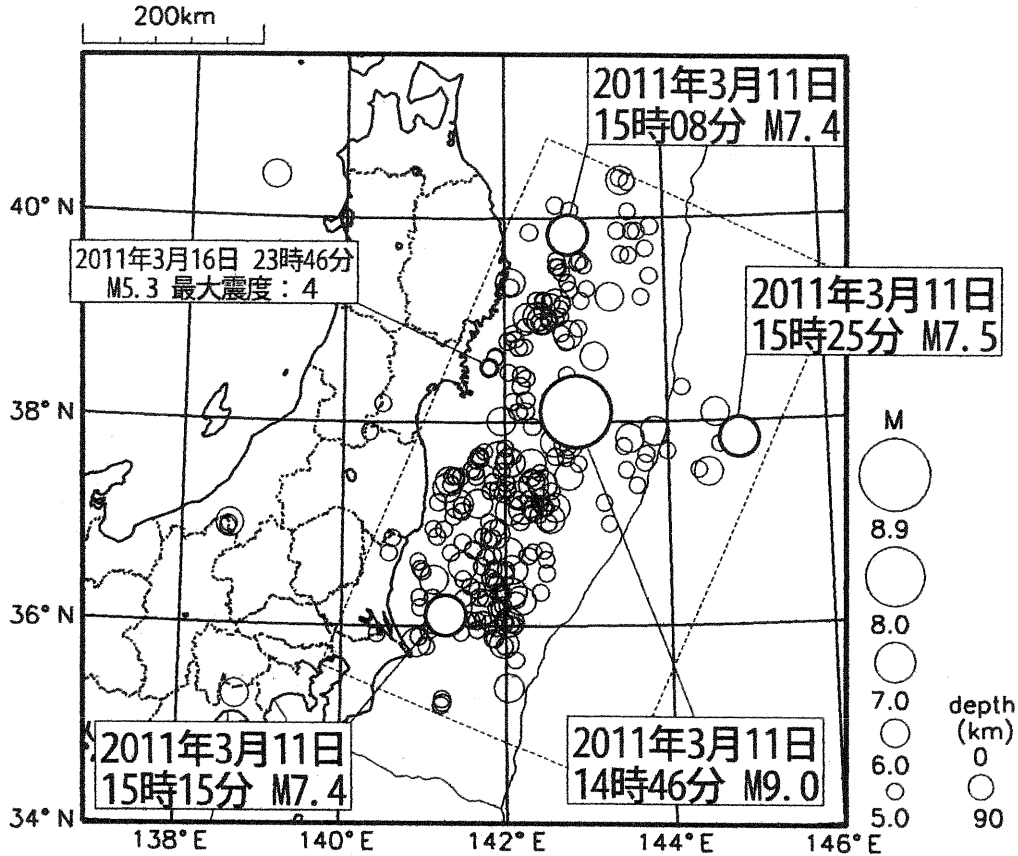 200km
2011年3月11日
15時08分 M7.4
40° N
2011年3月16日 23時46分
M5.3 最大震度：4
2011年3月11日
15時25分 M7.5
38° N
M
8.9
8.0
7.0
6.0
5.0
depth
(km)
0
90
36° N
2011年3月11日
15時15分 M7.4
2011年3月11日
14時46分 M9.0
34° N
138° E
140° E
142° E
144° E
146° E